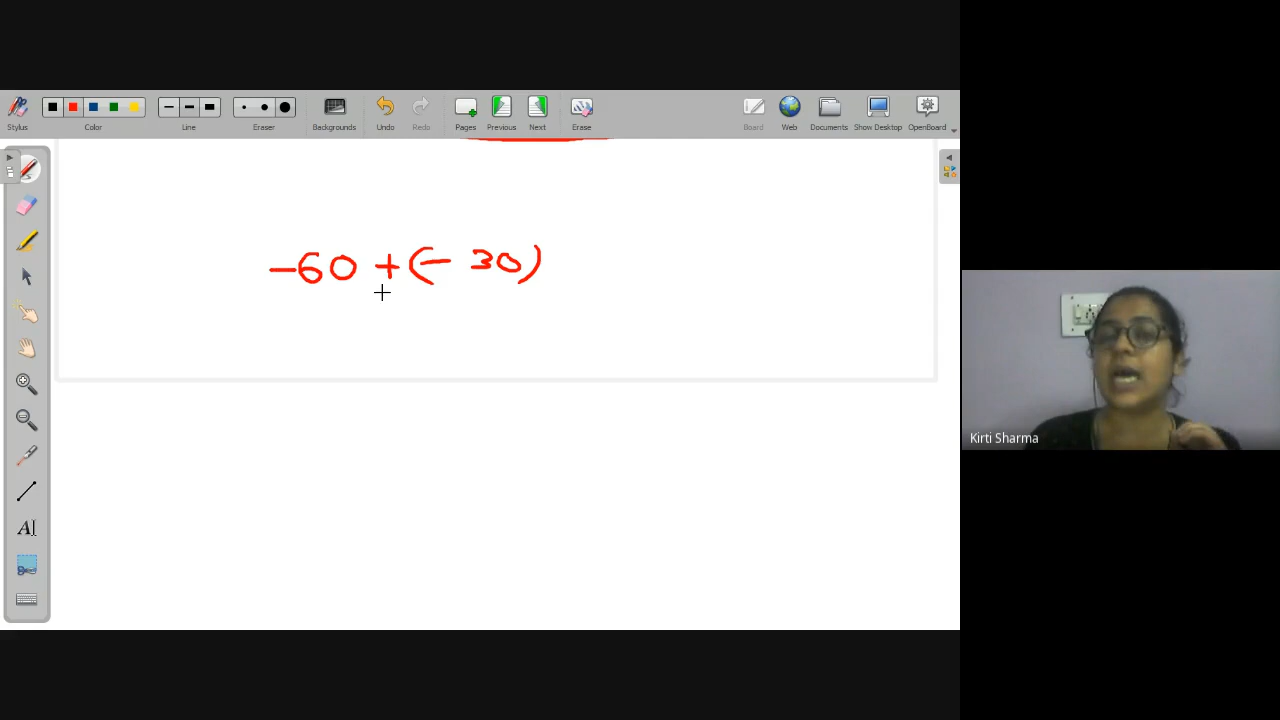 Stylus
Color
Line
Eraser
Backgrounds
Undo
Redo
Pages
Previous
Next
Erase
Board
Web
Documents
Show Desktop
OpenBoard
-60 + (- 30)
Kirti Sharma
AI